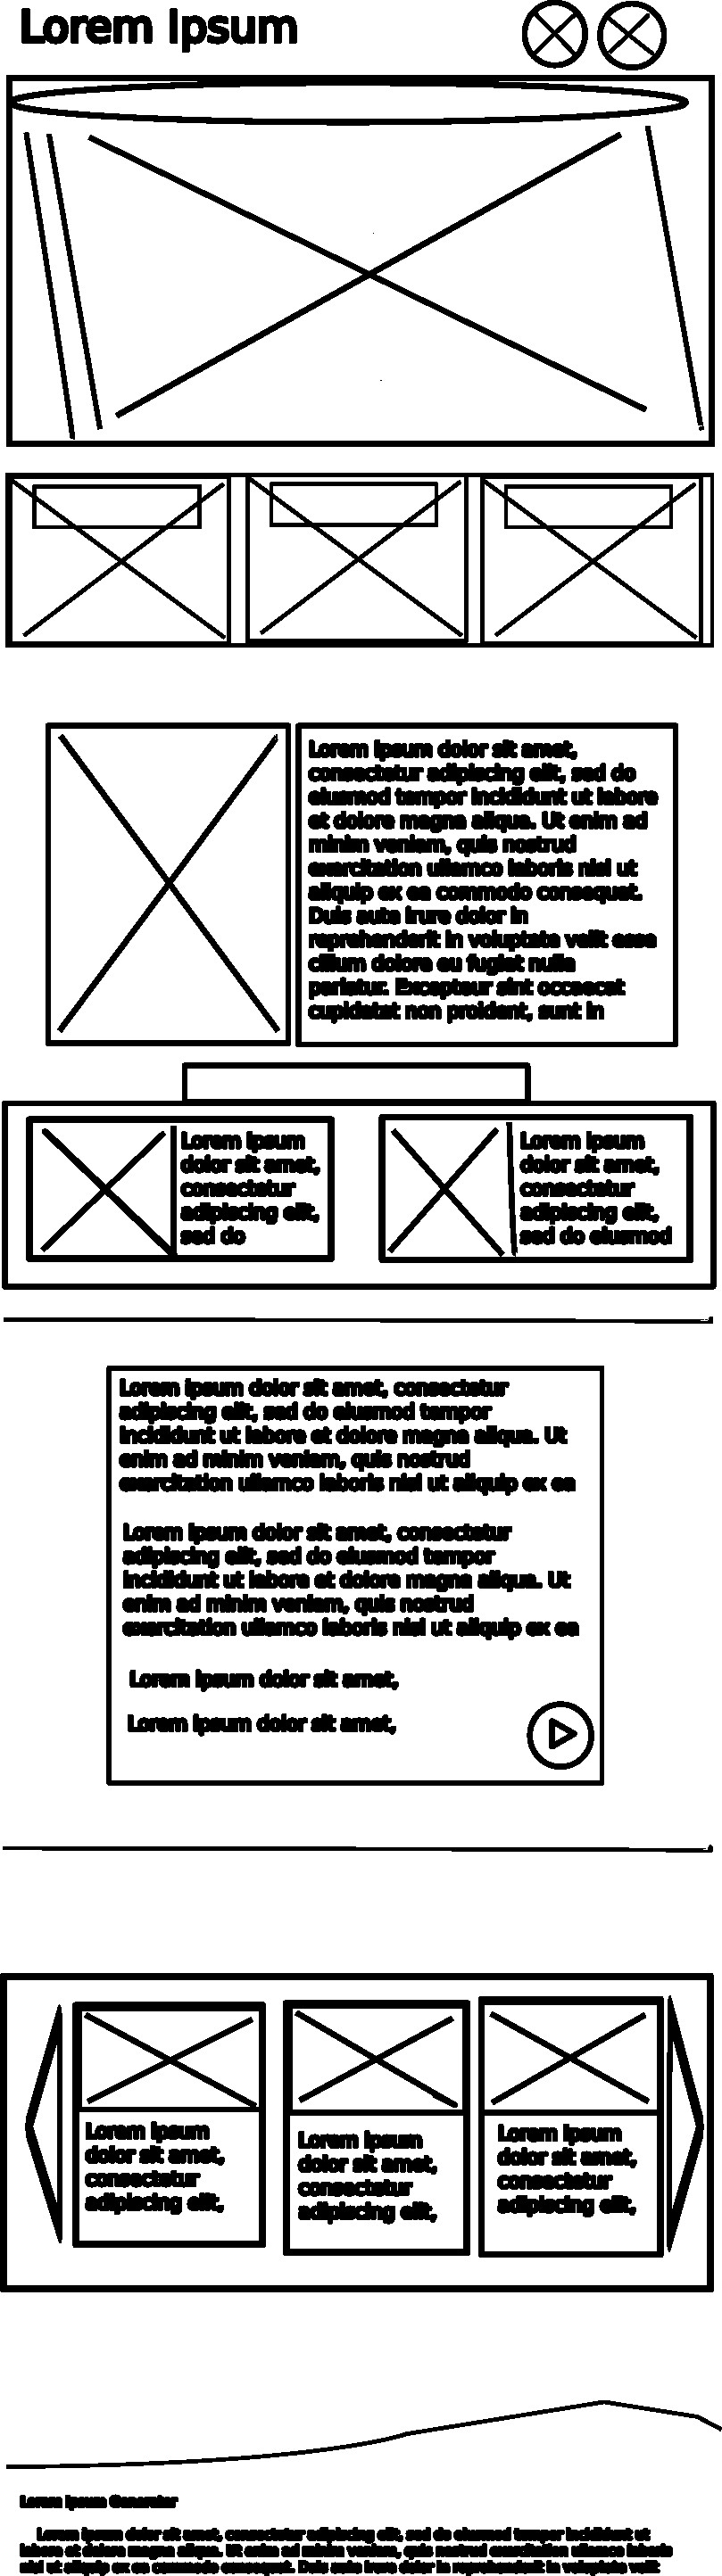 Lorem Ipsum
Lorem ipsum dolor sit amet,
consectetur adipiscing elit, sed do
eiusmod tempor incididunt ut labore
et dolore magna aliqua. Ut enim ad
minim veniam, quis nostrud
exercitation ullamco laboris nisi ut
aliquip ex ea commodo consequat.
Duis aute irure dolor in
reprehenderit in voluptate velit esse
cillum dolore eu fugiat nulla
pariatur. Excepteur sint occaecat
cupidatat non proident, sunt in
Lorem ipsum
dolor sit amet,
consectetur
adipiscing elit,
sed do
Lorem ipsum
dolor sit amet,
consectetur
adipiscing elit,
sed do eiusmod
Lorem ipsum dolor sit amet, consectetur
adipiscing elit, sed do eiusmod tempor
incididunt ut labore et dolore magna aliqua. Ut
enim ad minim veniam, quis nostrud
exercitation ullamco laboris nisi ut aliquip ex ea
Lorem ipsum dolor sit amet, consectetur
adipiscing elit, sed do eiusmod tempor
incididunt ut labore et dolore magna aliqua. Ut
enim ad minim veniam, quis nostrud
exercitation ullamco laboris nisi ut aliquip ex ea
Lorem ipsum dolor sit amet,
Lorem ipsum dolor sit amet,
Lorem ipsum
dolor sit amet,
consectetur
adipiscing elit,
Lorem ipsum
dolor sit amet,
consectetur
adipiscing elit,
Lorem ipsum
dolor sit amet,
consectetur
adipiscing elit,
Lorem Ipsum Generator
Lorem ipsum dolor sit amet, consectetur adipiscing elit, sed do eiusmod tempor incididunt ut
labore et dolore magna aliqua. Ut enim ad minim veniam, quis nostrud exercitation ullamco laboris
nisi ut aliquip ex ea commodo consequat. Duis aute irure dolor in reprehenderit in voluptate velit